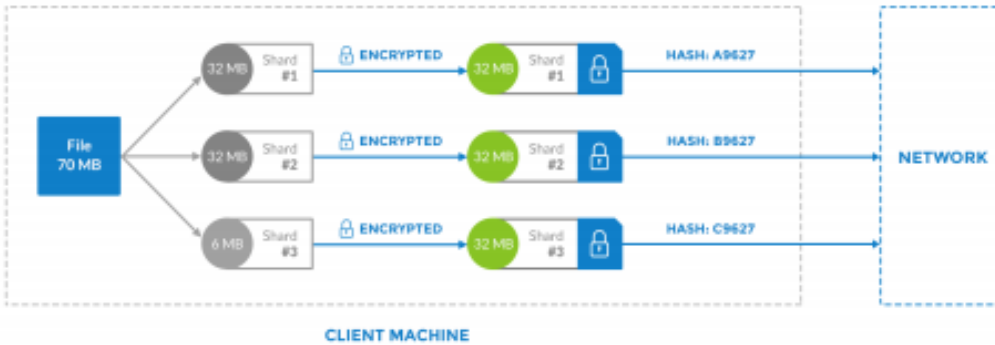 File
70 MB
32 MB
Shard
#1
ENCRYPTED
32 MB
Shard
#1
HASH: A9627
32 MB
Shard
#2
ENCRYPTED
32 MB
Shard
#2
HASH: B9627
6 MB
Shard
#3
ENCRYPTED
32 MB
Shard
#3
HASH: C9627
NETWORK
CLIENT MACHINE